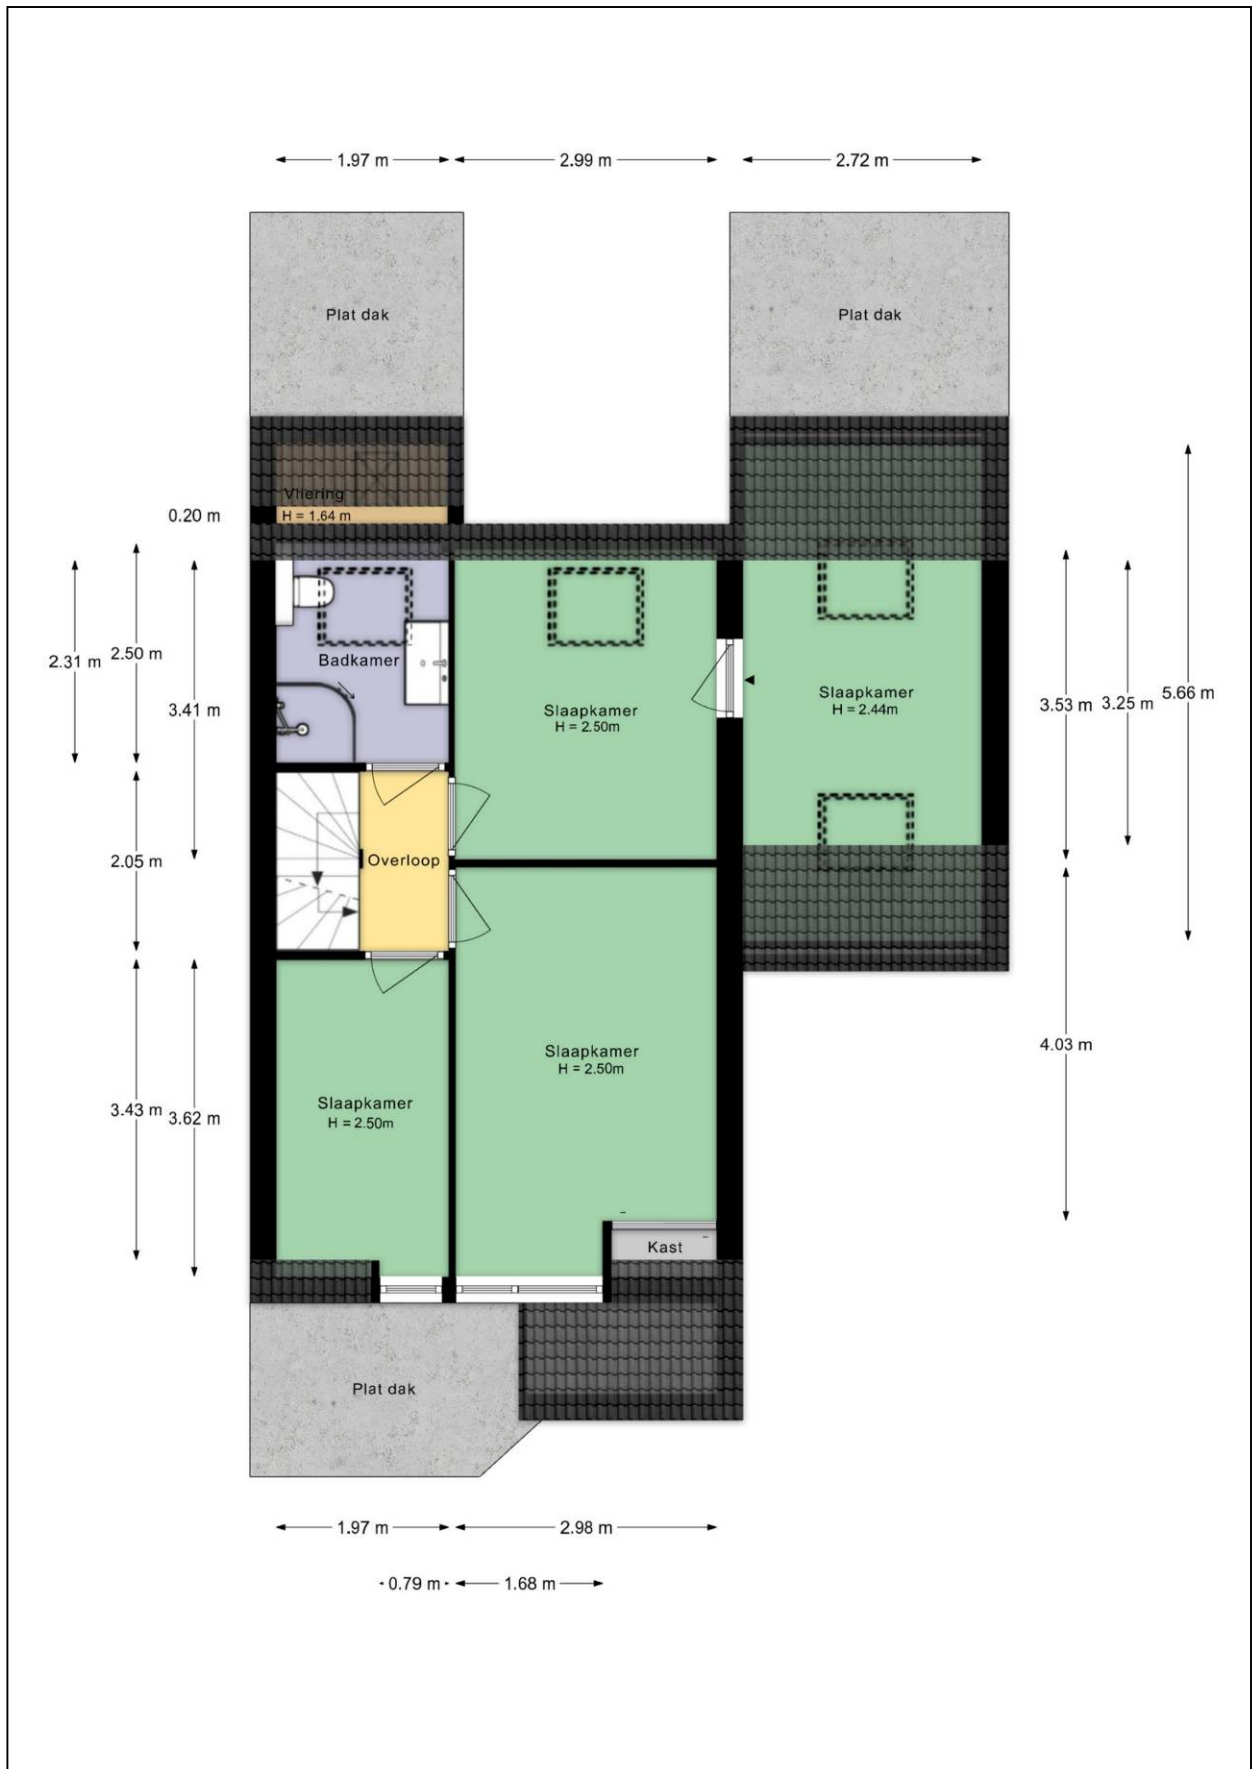 1.97 m
2.99 m
2.72 m
Plat dak
Plat dak
Vliering
H = 1.64 m
0.20 m
2.31 m
2.50 m
3.41 m
Badkamer
Slaapkamer
H = 2.50m
Slaapkamer
H = 2.44m
3.53 m
3.25 m
5.66 m
2.05 m
Overloop
4.03 m
Slaapkamer
H = 2.50m
Slaapkamer
H = 2.50m
3.43 m
3.62 m
Kast
Plat dak
1.97 m
2.98 m
0.79 m
1.68 m